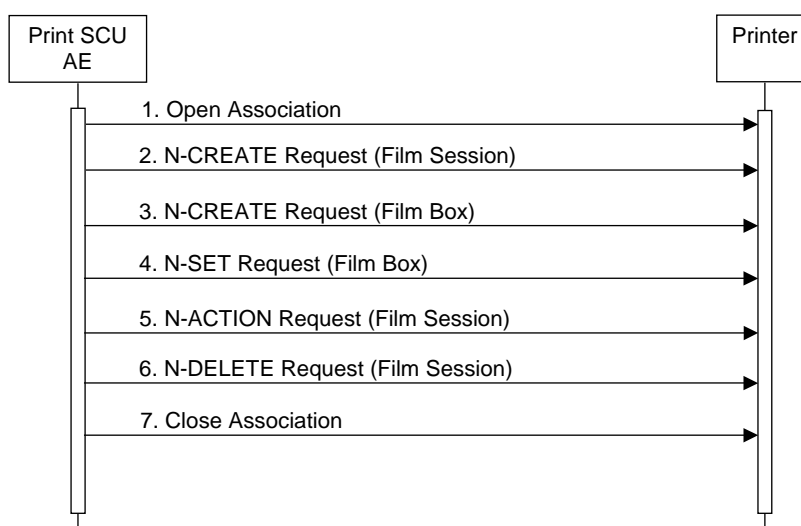 Print SCU
AE
Printer
1. Open Association
2. N-CREATE Request (Film Session)
3. N-CREATE Request (Film Box)
4. N-SET Request (Film Box)
5. N-ACTION Request (Film Session)
6. N-DELETE Request (Film Session)
7. Close Association